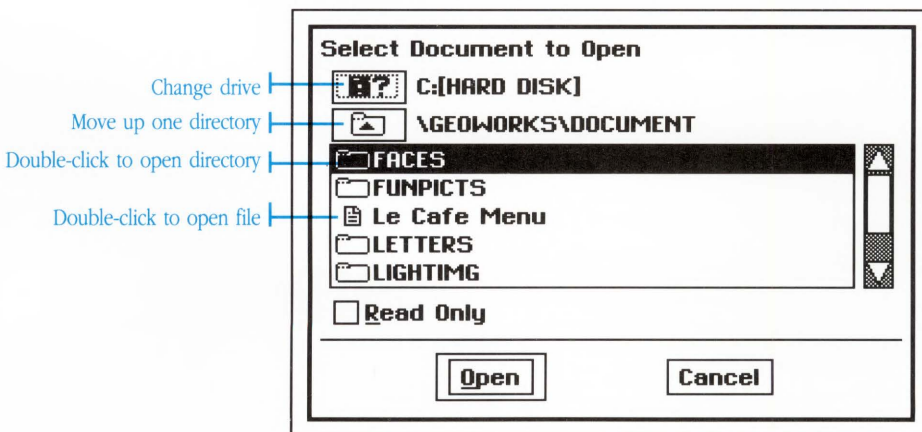 Select Document to Open
Change drive
C:[HARD DISK]
Move up one directory
\GEOWORKS\DOCUMENT
Double-click to open directory
FACES
FUNPICTS
Double-click to open file
Le Cafe Menu
LETTERS
LIGHTIMG
Read Only
Open
Cancel